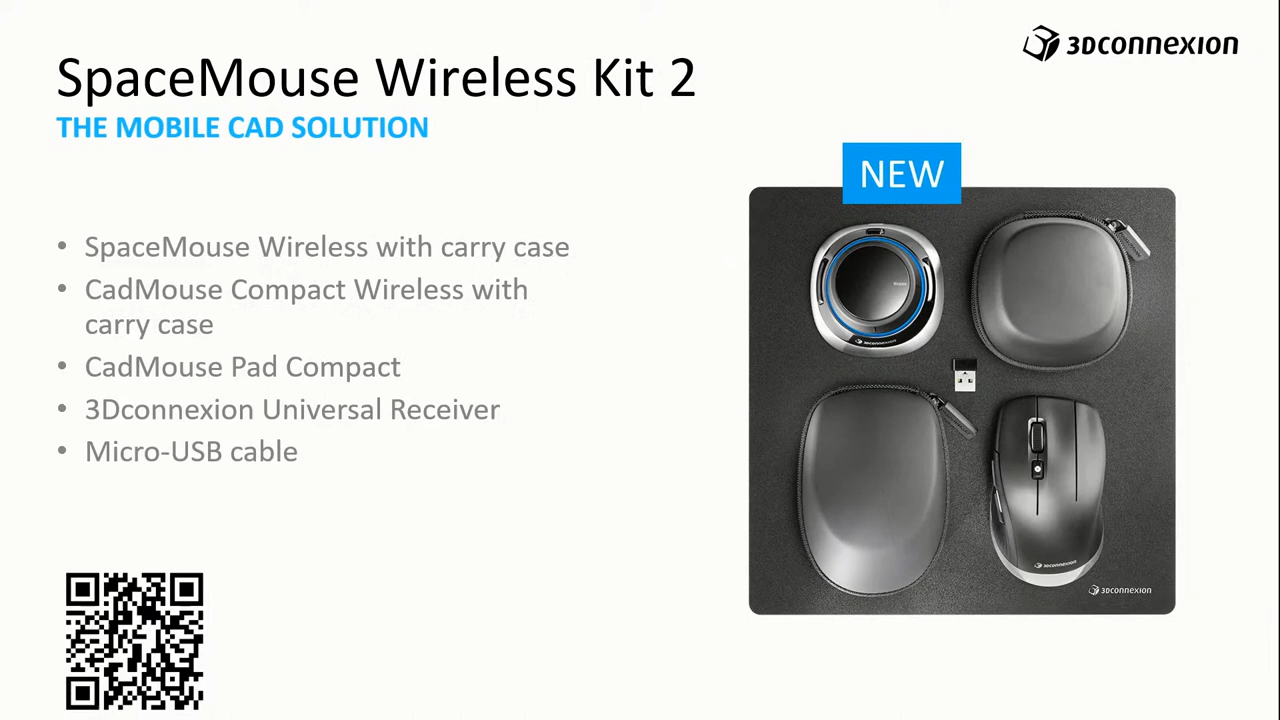 3Dconnexion
SpaceMouse Wireless Kit 2
THE MOBILE CAD SOLUTION
NEW
• SpaceMouse Wireless with carry case
• CadMouse Compact Wireless with
carry case
• CadMouse Pad Compact
• 3Dconnexion Universal Receiver
• Micro-USB cable
3Dconnexion
3Dconnexion
3Dconnexion